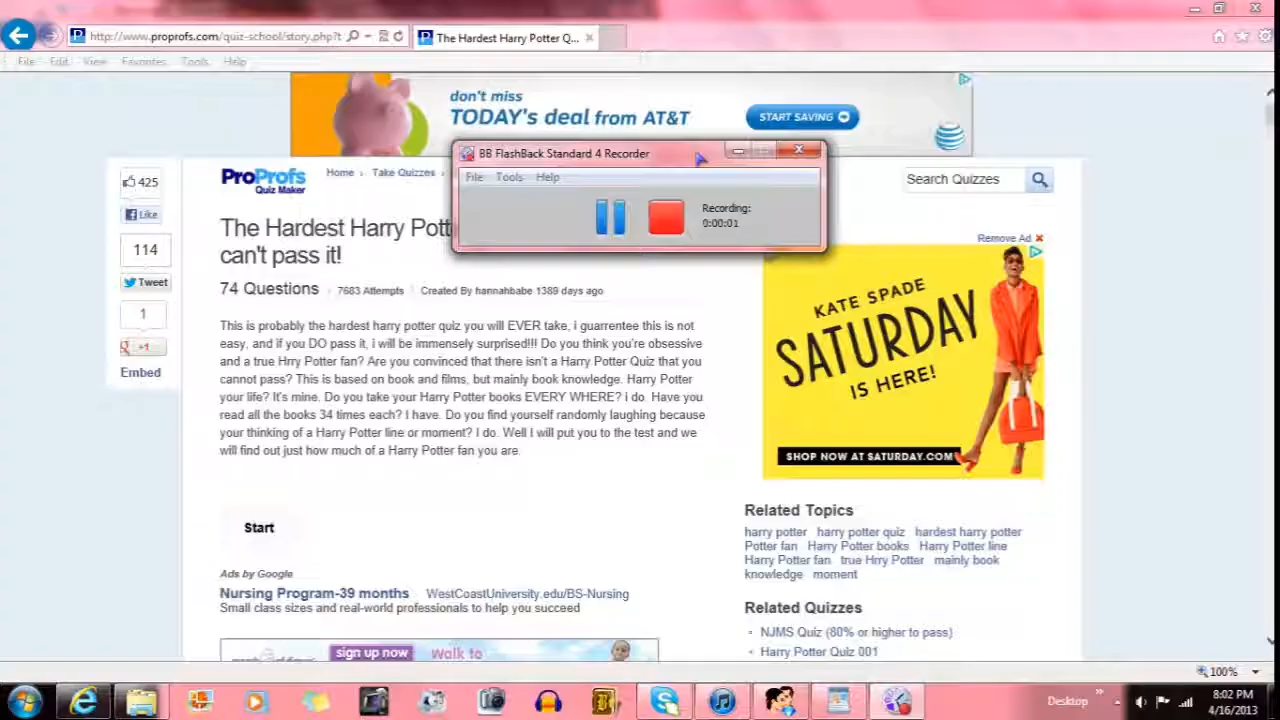 http://www.proprofs.com/quiz-school/story.php?t
The Hardest Harry Potter Q...
File Edit View Favorites Tools Help
don't miss
TODAY's deal from AT&T
START SAVING
at&t
BB FlashBack Standard 4 Recorder
File Tools Help
Recording:
0:00:01
425
Like
114
Tweet
1
+1
Embed
ProProfs
Quiz Maker
Home › Take Quizzes ›
Search Quizzes
The Hardest Harry Pott
can't pass it!
74 Questions
7683 Attempts
Created By hannahbabe 1389 days ago
This is probably the hardest harry potter quiz you will EVER take, i guarrentee this is not
easy, and if you DO pass it, i will be immensely surprised!!! Do you think you're obsessive
and a true Hrry Potter fan? Are you convinced that there isn't a Harry Potter Quiz that you
cannot pass? This is based on book and films, but mainly book knowledge. Harry Potter
your life? It's mine. Do you take your Harry Potter books EVERY WHERE? i do. Have you
read all the books 34 times each? I have. Do you find yourself randomly laughing because
your thinking of a Harry Potter line or moment? I do. Well I will put you to the test and we
will find out just how much of a Harry Potter fan you are.
Start
Ads by Google
Nursing Program-39 months WestCoastUniversity.edu/BS-Nursing
Small class sizes and real-world professionals to help you succeed
sign up now Walk to
Remove Ad
KATE SPADE
SATURDAY
IS HERE!
SHOP NOW AT SATURDAY.COM
Related Topics
harry potter harry potter quiz hardest harry potter
Potter fan Harry Potter books Harry Potter line
Harry Potter fan true Hrry Potter mainly book
knowledge moment
Related Quizzes
NJMS Quiz (80% or higher to pass)
Harry Potter Quiz 001
100%
Desktop
8:02 PM
4/16/2013